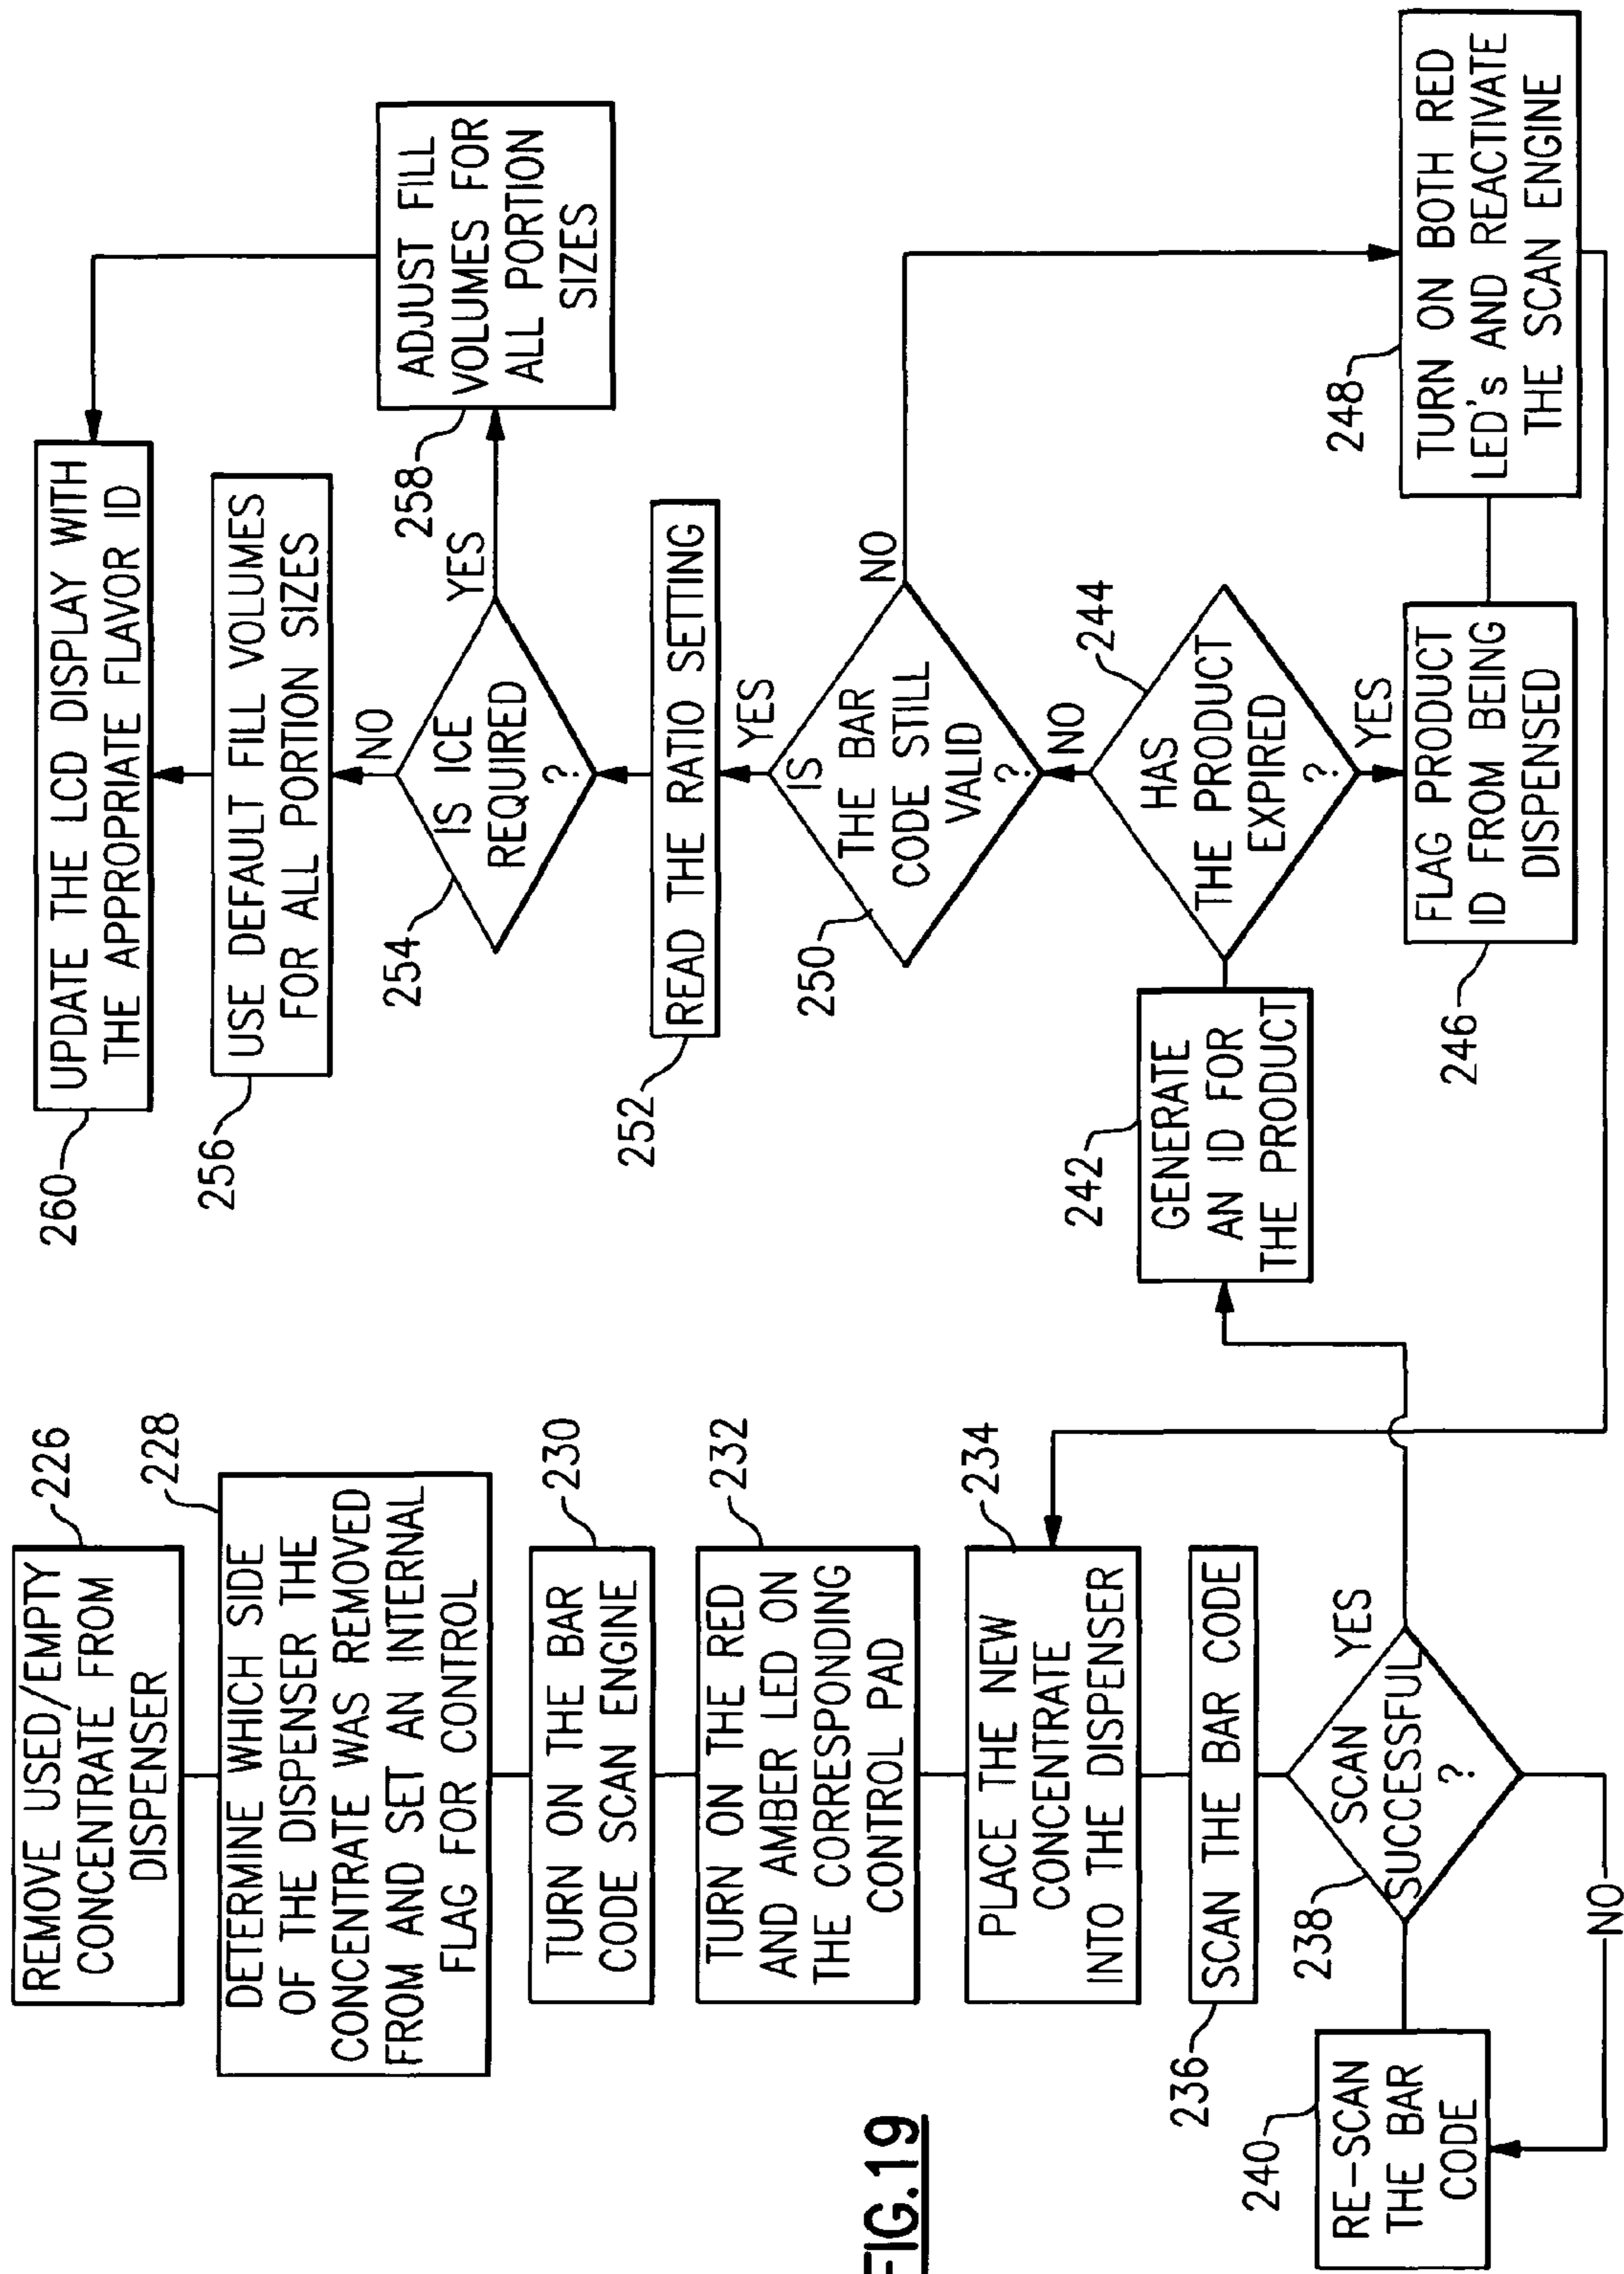 REMOVE USED/EMPTY
CONCENTRATE FROM
DISPENSER
226
DETERMINE WHICH SIDE
OF THE DISPENSER THE
CONCENTRATE WAS REMOVED
FROM AND SET AN INTERNAL
FLAG FOR CONTROL
228
TURN ON THE BAR
CODE SCAN ENGINE
230
TURN ON THE RED
AND AMBER LED ON
THE CORRESPONDING
CONTROL PAD
232
PLACE THE NEW
CONCENTRATE
INTO THE DISPENSER
234
SCAN THE BAR CODE
236
SCAN
SUCCESSFUL
?
238
YES
NO
RE-SCAN
THE BAR
CODE
240
GENERATE
AN ID FOR
THE PRODUCT
242
HAS
THE PRODUCT
EXPIRED
?
244
YES
NO
FLAG PRODUCT
ID FROM BEING
DISPENSED
246
TURN ON BOTH RED
LED's AND REACTIVATE
THE SCAN ENGINE
248
IS
THE BAR
CODE STILL
VALID
?
250
NO
YES
READ THE RATIO SETTING
252
IS ICE
REQUIRED
?
254
NO
YES
USE DEFAULT FILL VOLUMES
FOR ALL PORTION SIZES
256
ADJUST FILL
VOLUMES FOR
ALL PORTION
SIZES
258
UPDATE THE LCD DISPLAY WITH
THE APPROPRIATE FLAVOR ID
260
FIG.19